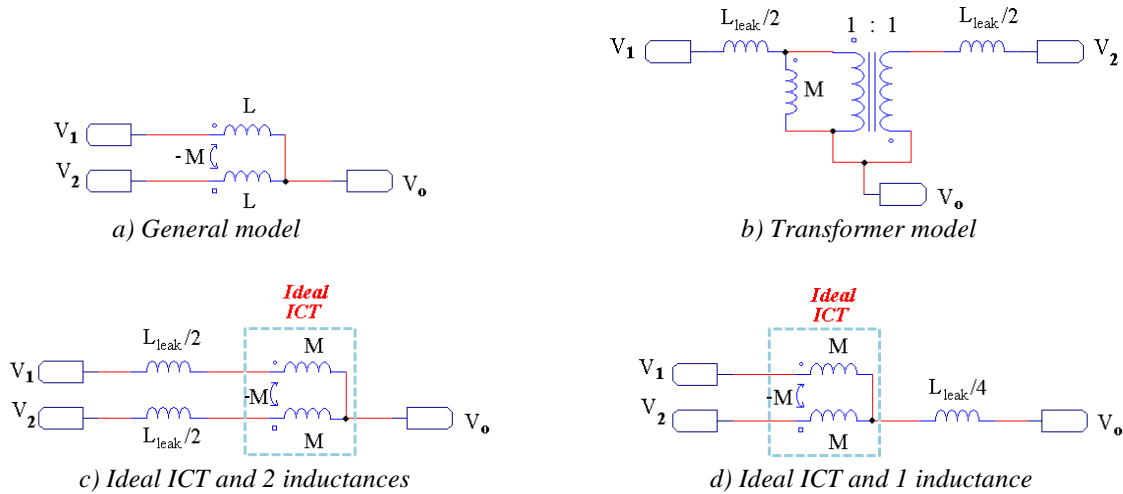 V1
V2
L
-M
L
Vo
a) General model
V1
Lleak/2
1 : 1
Lleak/2
V2
M
Vo
b) Transformer model
Ideal
ICT
V1
V2
Lleak/2
Lleak/2
M
-M
M
Vo
c) Ideal ICT and 2 inductances
Ideal
ICT
V1
V2
M
-M
M
Lleak/4
Vo
d) Ideal ICT and 1 inductance